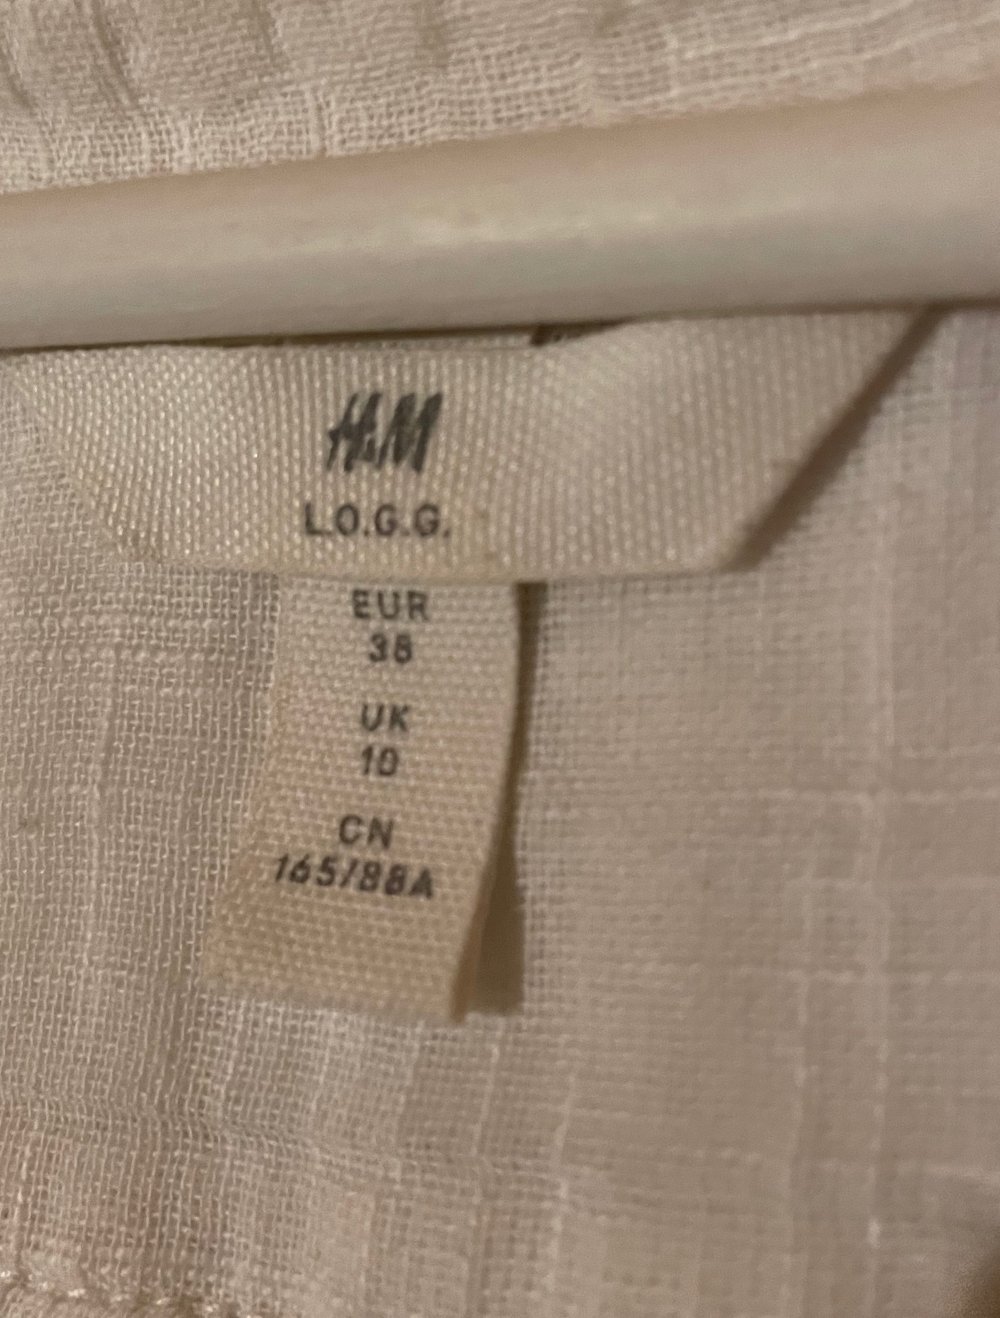 H&M
L.O.G.G.
EUR
38
UK
10
CN
165/88A